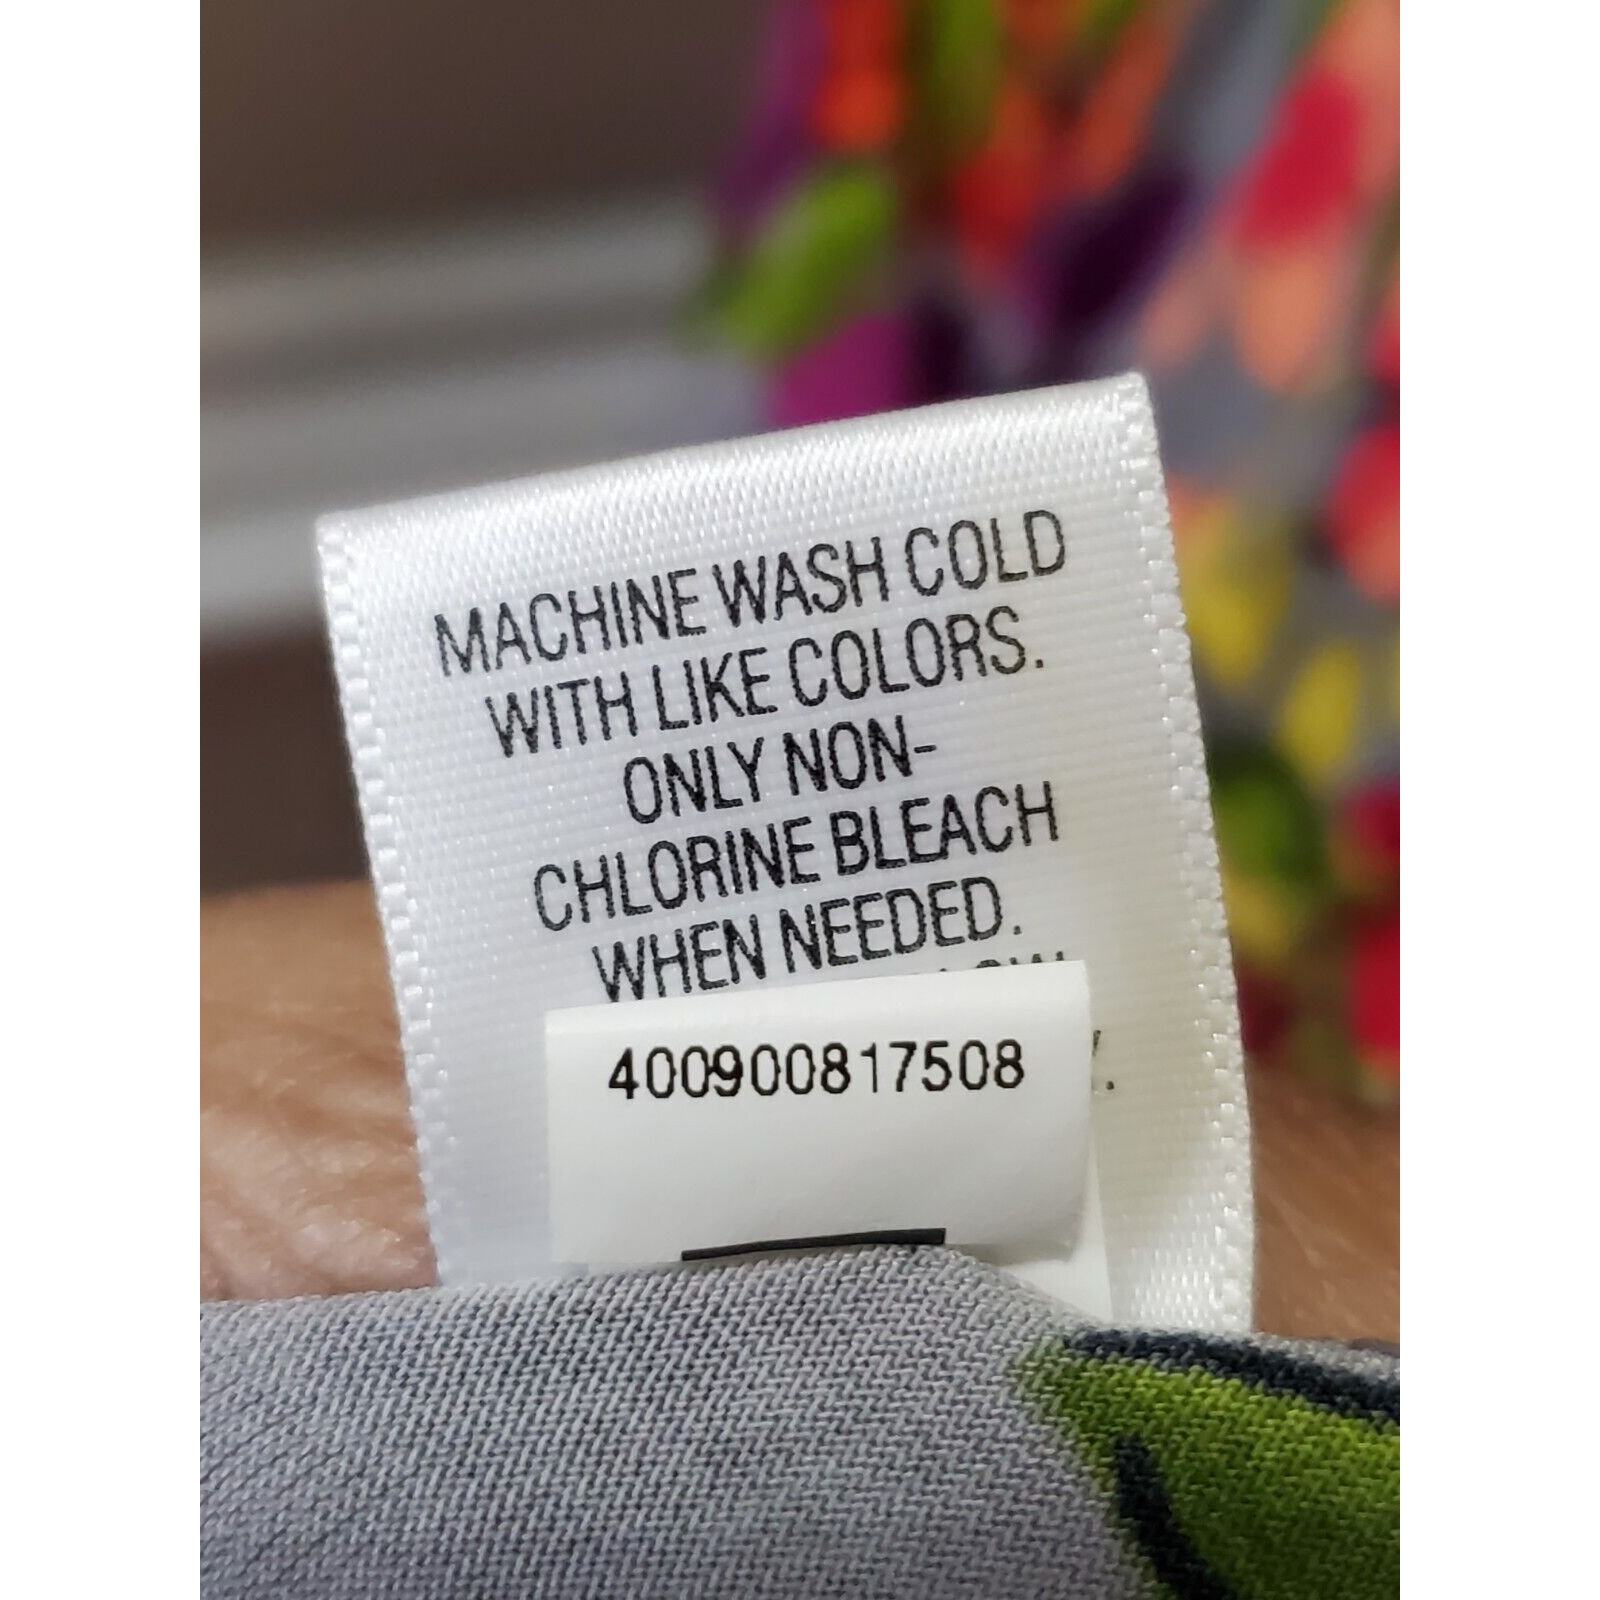 MACHINE WASH COLD
WITH LIKE COLORS.
ONLY NON-
CHLORINE BLEACH
WHEN NEEDED.
400900817508